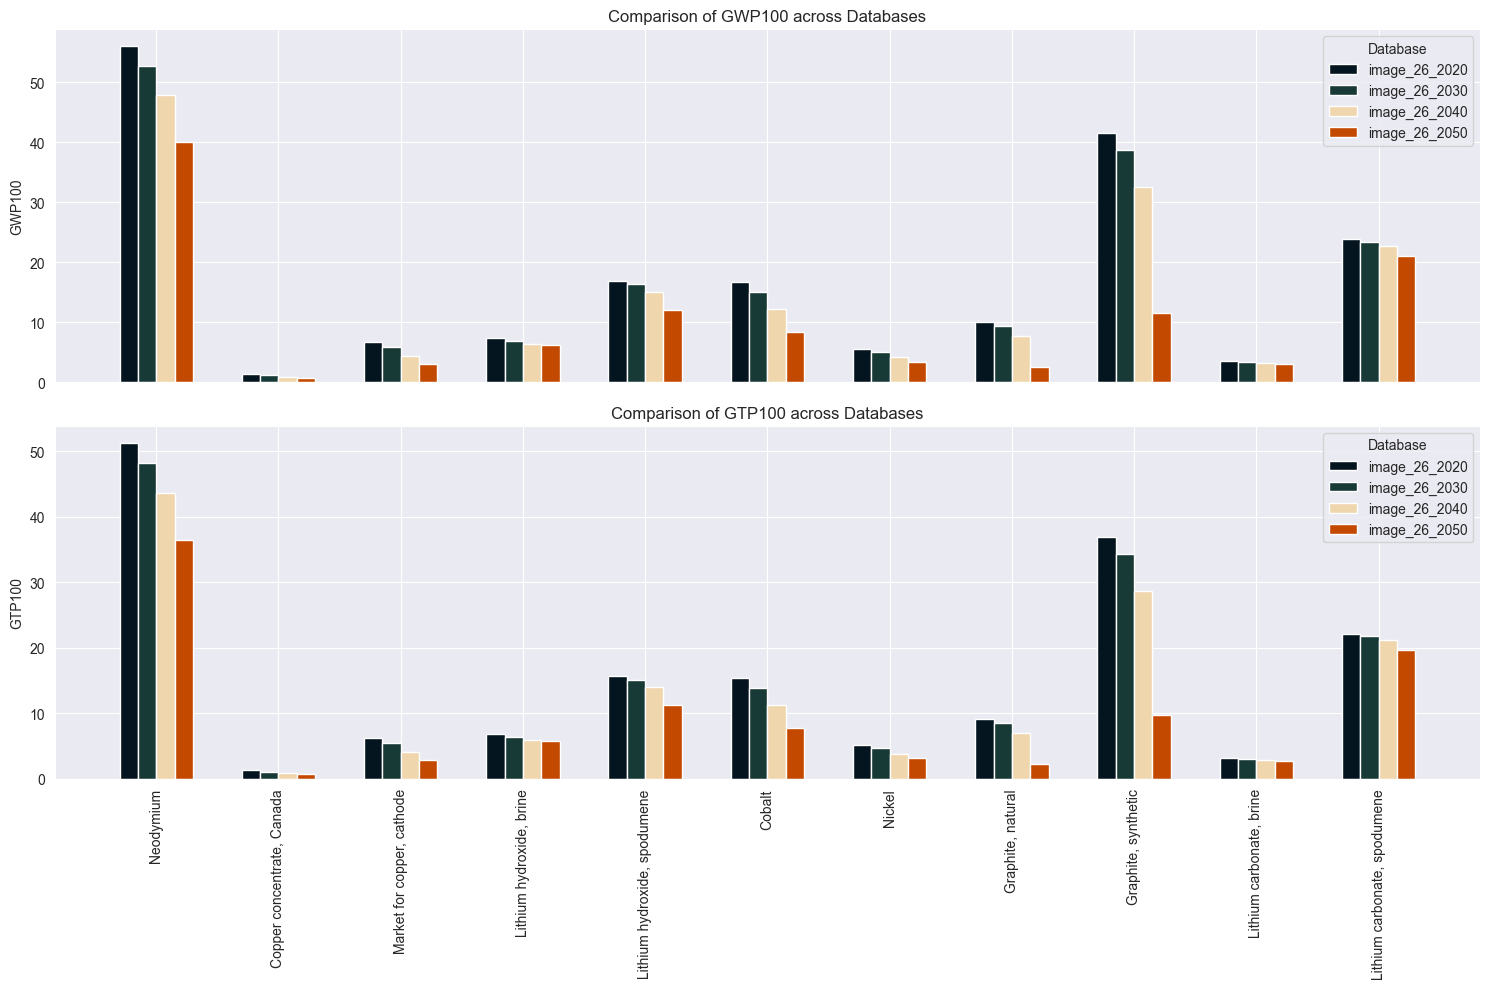 Comparison of GWP100 across Databases
GWP100
50
40
30
20
10
0
Database
image_26_2020
image_26_2030
image_26_2040
image_26_2050
Comparison of GTP100 across Databases
GTP100
50
40
30
20
10
0
Database
image_26_2020
image_26_2030
image_26_2040
image_26_2050
Neodymium
Copper concentrate, Canada
Market for copper, cathode
Lithium hydroxide, brine
Lithium hydroxide, spodumene
Cobalt
Nickel
Graphite, natural
Graphite, synthetic
Lithium carbonate, brine
Lithium carbonate, spodumene